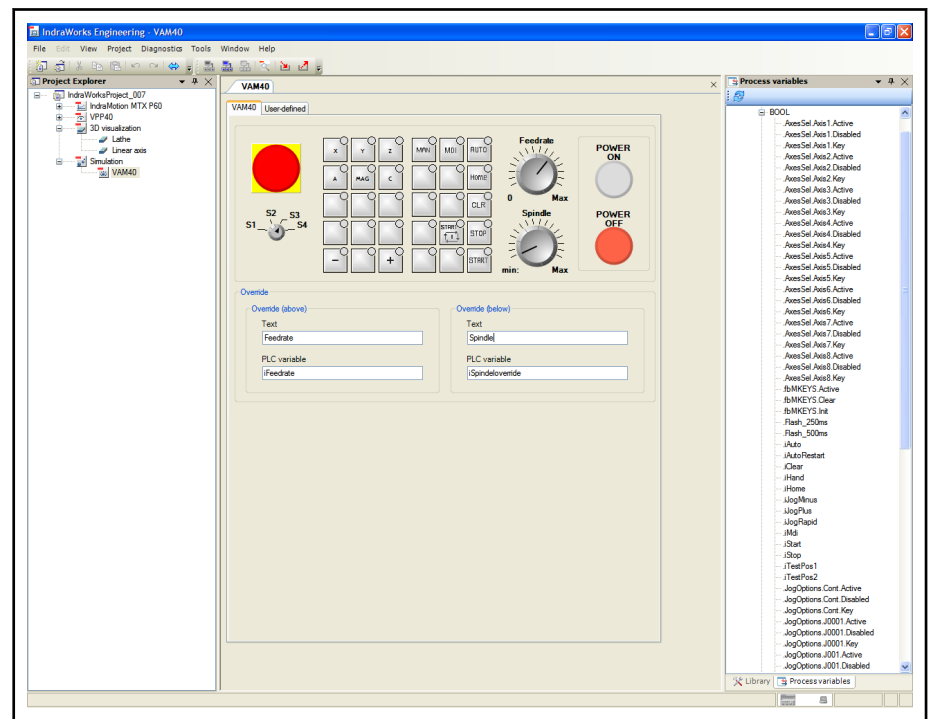 IndraWorks Engineering - VAM40
File Edit View Project Diagnostics Tools Window Help
Project Explorer
IndraWorksProject_007
IndraMotion MTX P60
VPP40
3D visualization
Lathe
Linear axis
Simulation
VAM40
VAM40
VAM40 User-defined
X Y Z MAN MDI AUTO
A MAG C Home
CLR
START STOP
- + START
S1 S2 S3 S4
Feedrate
0 Max
Spindle
min: Max
POWER
ON
POWER
OFF
Override
Override (above)
Text
Feedrate
PLC variable
iFeedrate
Override (below)
Text
Spindle
PLC variable
iSpindeloverride
Process variables
BOOL
.AxesSel.Axis1.Active
.AxesSel.Axis1.Disabled
.AxesSel.Axis1.Key
.AxesSel.Axis2.Active
.AxesSel.Axis2.Disabled
.AxesSel.Axis2.Key
.AxesSel.Axis3.Active
.AxesSel.Axis3.Disabled
.AxesSel.Axis3.Key
.AxesSel.Axis4.Active
.AxesSel.Axis4.Disabled
.AxesSel.Axis4.Key
.AxesSel.Axis5.Active
.AxesSel.Axis5.Disabled
.AxesSel.Axis5.Key
.AxesSel.Axis6.Active
.AxesSel.Axis6.Disabled
.AxesSel.Axis6.Key
.AxesSel.Axis7.Active
.AxesSel.Axis7.Disabled
.AxesSel.Axis7.Key
.AxesSel.Axis8.Active
.AxesSel.Axis8.Disabled
.AxesSel.Axis8.Key
.fbMKEYS.Active
.fbMKEYS.Clear
.fbMKEYS.Init
.Flash_250ms
.Flash_500ms
.iAuto
.iAutoRestart
.iClear
.iHand
.iHome
.iJogMinus
.iJogPlus
.iJogRapid
.iMdi
.iStart
.iStop
.iTestPos1
.iTestPos2
.JogOptions.Cont.Active
.JogOptions.Cont.Disabled
.JogOptions.Cont.Key
.JogOptions.J0001.Active
.JogOptions.J0001.Disabled
.JogOptions.J0001.Key
.JogOptions.J001.Active
.JogOptions.J001.Disabled
Library Process variables